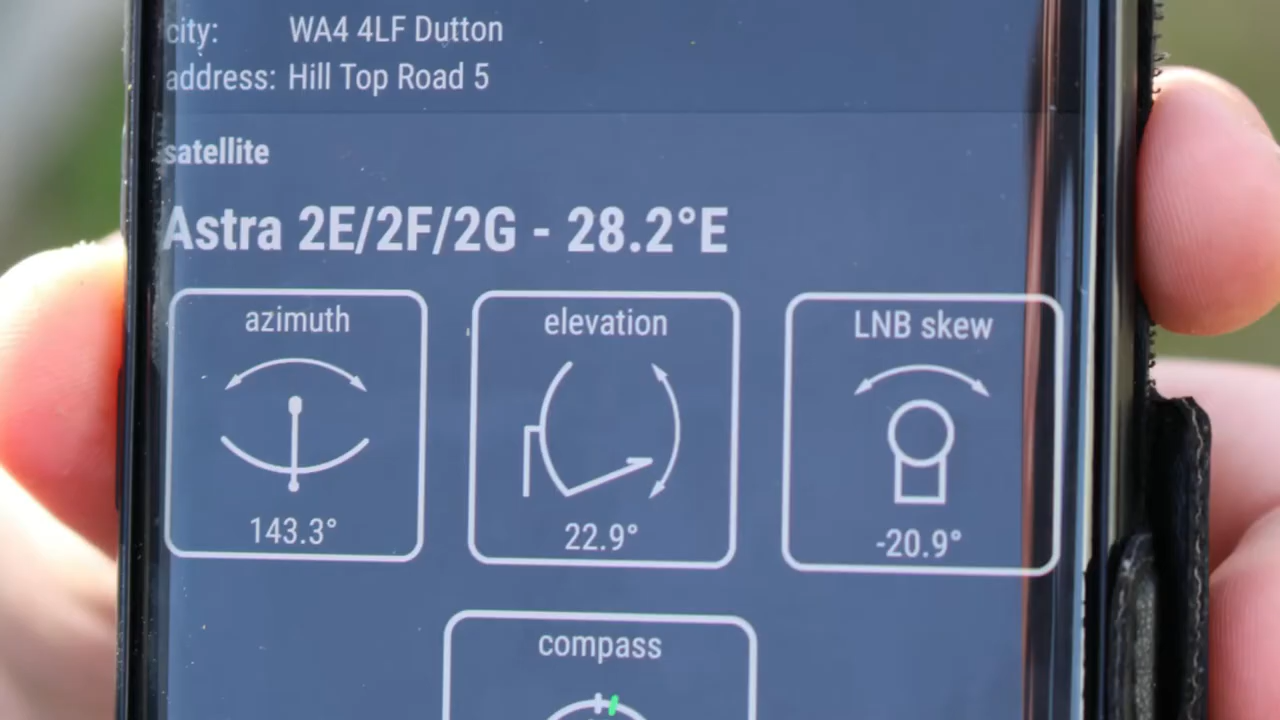 city: WA4 4LF Dutton
address: Hill Top Road 5
satellite
Astra 2E/2F/2G - 28.2°E
azimuth
143.3°
elevation
22.9°
LNB skew
-20.9°
compass